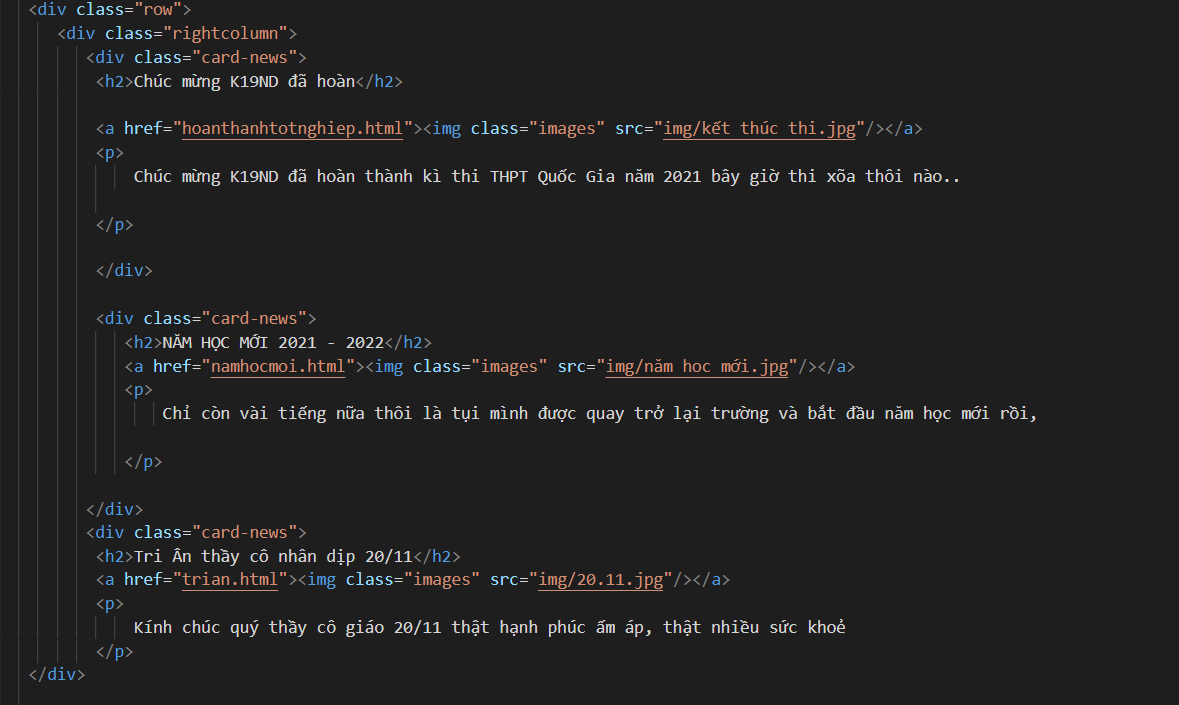 <div class="row">
<div class="rightcolumn">
<div class="card-news">
<h2>Chúc mừng K19ND đã hoàn</h2>
<a href="hoanthanhtotnghiep.html"><img class="images" src="img/kết thúc thi.jpg"/></a>
<p>
Chúc mừng K19ND đã hoàn thành kì thi THPT Quốc Gia năm 2021 bây giờ thi xõa thôi nào..
</p>
</div>
<div class="card-news">
<h2>NĂM HỌC MỚI 2021 - 2022</h2>
<a href="namhocmoi.html"><img class="images" src="img/năm hoc mới.jpg"/></a>
<p>
Chỉ còn vài tiếng nữa thôi là tụi mình được quay trở lại trường và bắt đầu năm học mới rồi,
</p>
</div>
<div class="card-news">
<h2>Tri Ân thầy cô nhân dịp 20/11</h2>
<a href="trian.html"><img class="images" src="img/20.11.jpg"/></a>
<p>
Kính chúc quý thầy cô giáo 20/11 thật hạnh phúc ấm áp, thật nhiều sức khoẻ
</p>
</div>